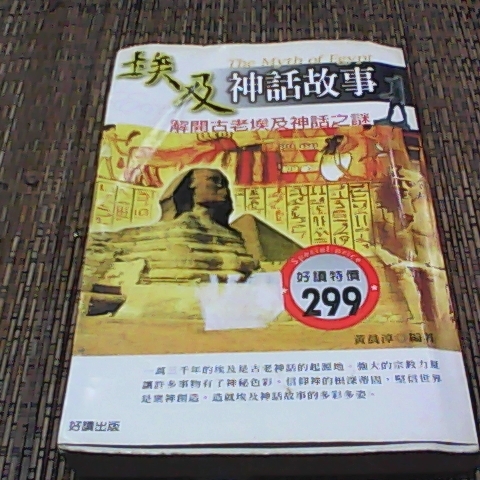 The Myth of Egypt
埃及神話故事
解開古老埃及神話之謎
Special price
好讀特價
299
黃晨淳◎編著
三千年的埃及是古老神話的起源地，強大的宗教力量
讓許多事物有了神秘色彩，信仰神的根深蒂固，堅信世界
是眾神創造，造就埃及神話故事的多彩多姿。
好讀出版